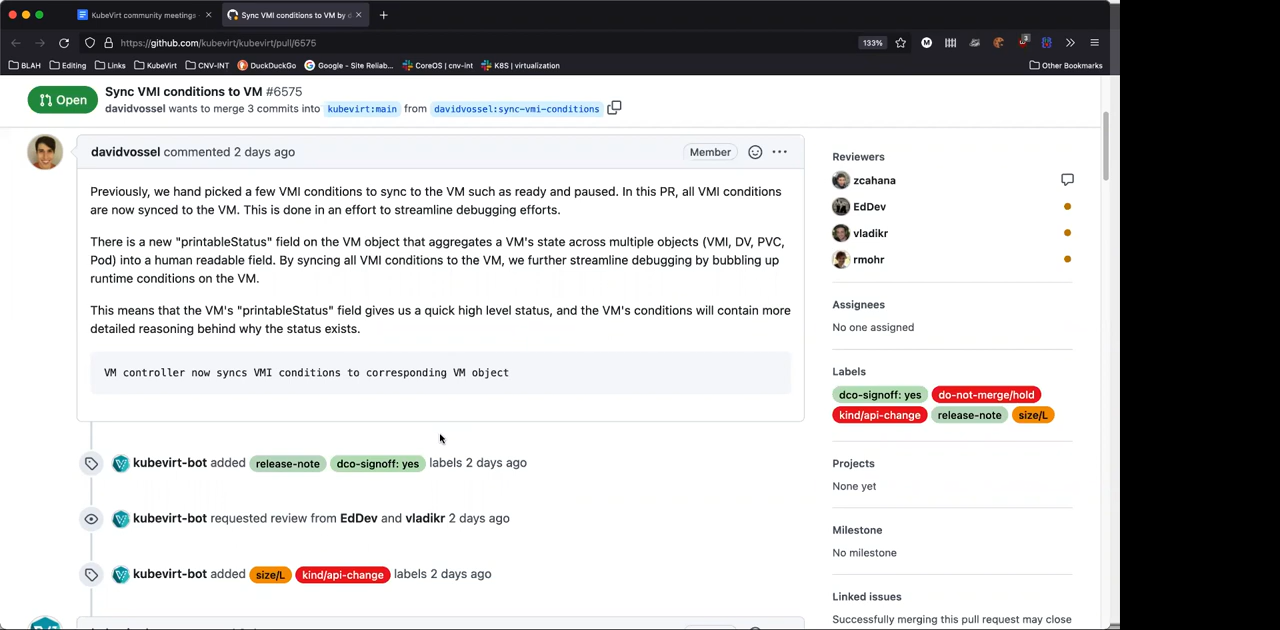 KubeVirt community meetings
Sync VMI conditions to VM by d
https://github.com/kubevirt/kubevirt/pull/6575
133%
3
BLAH
Editing
Links
KubeVirt
CNV-INT
DuckDuckGo
Google - Site Reliab...
CoreOS | cnv-int
K8S | virtualization
Other Bookmarks
Open
Sync VMI conditions to VM #6575
davidvossel wants to merge 3 commits into kubevirt:main from davidvossel:sync-vmi-conditions
davidvossel commented 2 days ago
Member
Previously, we hand picked a few VMI conditions to sync to the VM such as ready and paused. In this PR, all VMI conditions
are now synced to the VM. This is done in an effort to streamline debugging efforts.
There is a new "printableStatus" field on the VM object that aggregates a VM's state across multiple objects (VMI, DV, PVC,
Pod) into a human readable field. By syncing all VMI conditions to the VM, we further streamline debugging by bubbling up
runtime conditions on the VM.
This means that the VM's "printableStatus" field gives us a quick high level status, and the VM's conditions will contain more
detailed reasoning behind why the status exists.
VM controller now syncs VMI conditions to corresponding VM object
kubevirt-bot added release-note dco-signoff: yes labels 2 days ago
kubevirt-bot requested review from EdDev and vladikr 2 days ago
kubevirt-bot added size/L kind/api-change labels 2 days ago
Reviewers
zcahana
EdDev
vladikr
rmohr
Assignees
No one assigned
Labels
dco-signoff: yes do-not-merge/hold
kind/api-change release-note size/L
Projects
None yet
Milestone
No milestone
Linked issues
Successfully merging this pull request may close